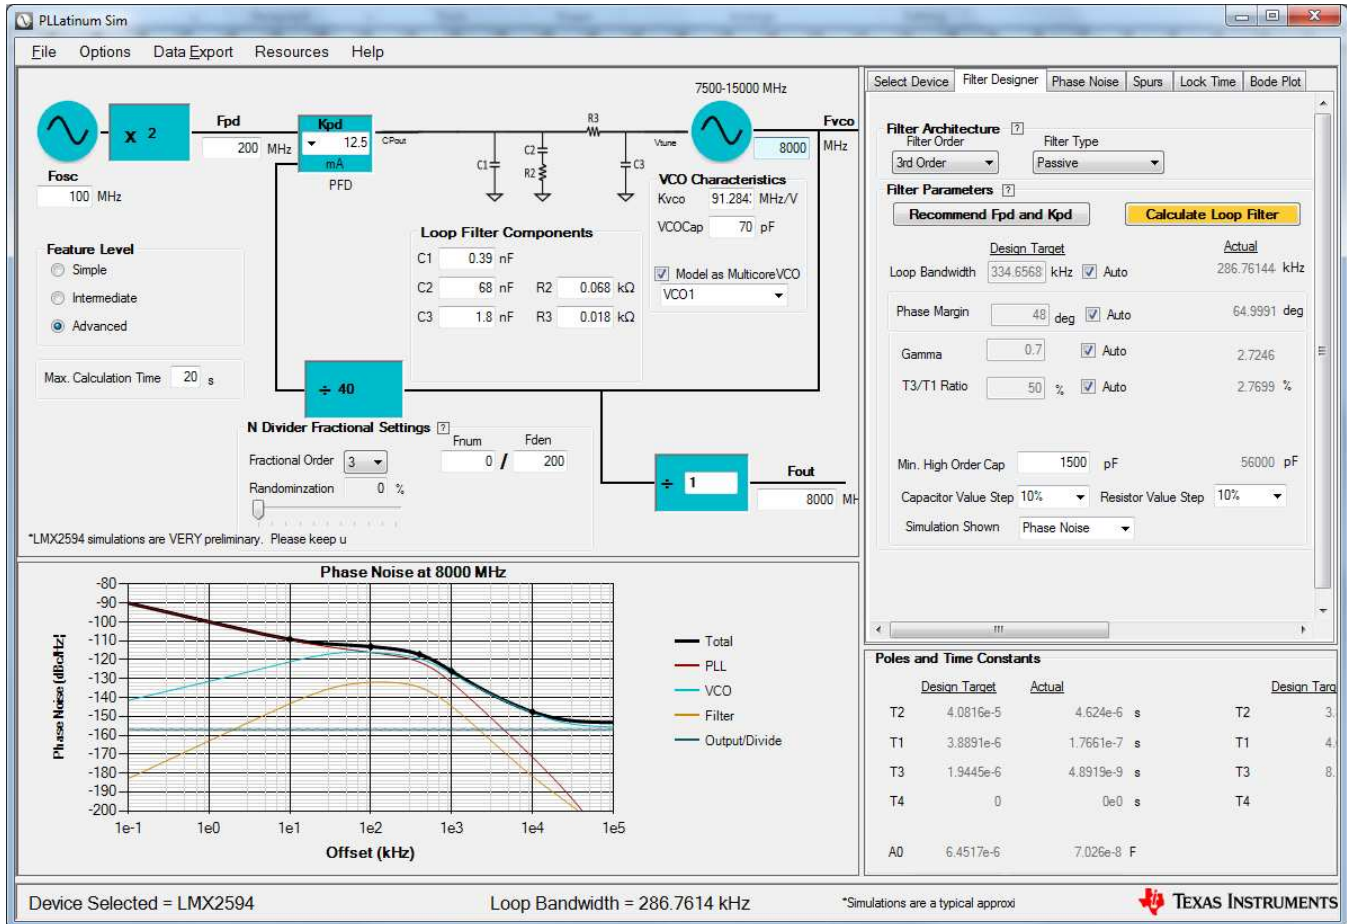 PLLatinum Sim
File Options Data Export Resources Help
7500-15000 MHz
x 2
Fpd
200 MHz
Kpd
12.5
mA
PFD
CPout
C1
C2
R2
R3
C3
Vtune
Fvco
8000 MHz
Fosc
100 MHz
VCO Characteristics
Kvco 91.284: MHz/V
VCOCap 70 pF
Model as MulticoreVCO
VCO1
Feature Level
Simple
Intermediate
Advanced
Loop Filter Components
C1 0.39 nF
C2 68 nF R2 0.068 kΩ
C3 1.8 nF R3 0.018 kΩ
Max. Calculation Time 20 s
÷ 40
N Divider Fractional Settings ?
Fnum Fden
Fractional Order 3 0 / 200
Randominzation 0 %
÷ 1
Fout
8000 MH
*LMX2594 simulations are VERY preliminary. Please keep u
Select Device Filter Designer Phase Noise Spurs Lock Time Bode Plot
Filter Architecture ?
Filter Order Filter Type
3rd Order Passive
Filter Parameters ?
Recommend Fpd and Kpd Calculate Loop Filter
Design Target Actual
Loop Bandwidth 334.6568 kHz Auto 286.76144 kHz
Phase Margin 48 deg Auto 64.9991 deg
Gamma 0.7 Auto 2.7246
T3/T1 Ratio 50 % Auto 2.7699 %
Min. High Order Cap 1500 pF 56000 pF
Capacitor Value Step 10% Resistor Value Step 10%
Simulation Shown Phase Noise
Phase Noise at 8000 MHz
Phase Noise (dBc/Hz)
-80
-90
-100
-110
-120
-130
-140
-150
-160
-170
-180
-190
-200
1e-1 1e0 1e1 1e2 1e3 1e4 1e5
Offset (kHz)
Total
PLL
VCO
Filter
Output/Divide
Poles and Time Constants
Design Target Actual Design Targ
T2 4.0816e-5 4.624e-6 s T2 3.
T1 3.8891e-6 1.7661e-7 s T1 4.
T3 1.9445e-6 4.8919e-9 s T3 8.
T4 0 0e0 s T4
A0 6.4517e-6 7.026e-8 F
Device Selected = LMX2594 Loop Bandwidth = 286.7614 kHz *Simulations are a typical approxi TEXAS INSTRUMENTS